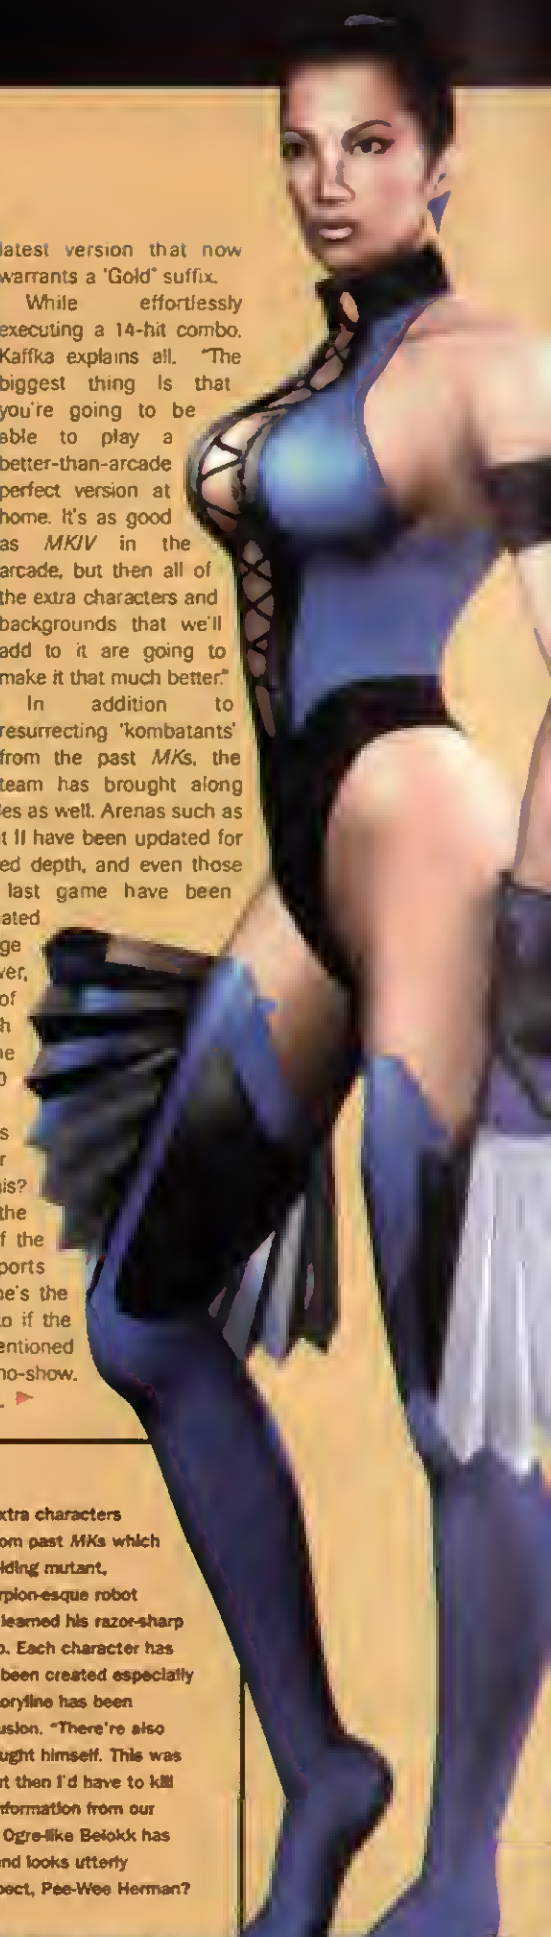 latest version that now
warrants a 'Gold' suffix.
While effortlessly
executing a 14-hit combo,
Kaffka explains all. "The
biggest thing is that
you're going to be
able to play a
better-than-arcade
perfect version at
home. It's as good
as MKIV in the
arcade, but then all of
the extra characters and
backgrounds that we'll
add to it are going to
make it that much better."
In addition to
resurrecting 'kombatants'
from the past MKs, the
team has brought along
les as well. Arenas such as
t II have been updated for
ed depth, and even those
last game have been
ated
ge
ver,
of
h
e
0
s
r
is?
the
f the
ports
ne's the
to if the
entioned
no-show.
.
xtra characters
om past MKs which
lding mutant,
rpion-esque robot
learned his razor-sharp
o. Each character has
been created especially
oryline has been
usion. "There're also
ught himself. This was
rt then I'd have to kill
nformation from our
Ogre-like Belokk has
end looks utterly
pect, Pee-Wee Herman?